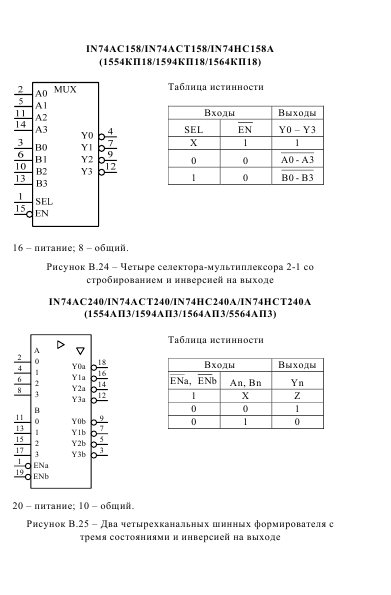 IN74AC158/IN74ACT158/IN74HC158A
(1554КП18/1594КП18/1564КП18)
MUX
2 A0
5 A1
11 A2
14 A3
3 B0
6 B1
10 B2
13 B3
1 SEL
15 EN
Y0 4
Y1 7
Y2 9
Y3 12
Таблица истинности
Входы Выходы
SEL EN Y0 – Y3
X 1 1
0 0 A0 - A3
1 0 B0 - B3
16 – питание; 8 – общий.
Рисунок В.24 – Четыре селектора-мультиплексора 2-1 со
стробированием и инверсией на выходе
IN74AC240/IN74ACT240/IN74HC240A/IN74HCT240A
(1554АП3/1594АП3/1564АП3/5564АП3)
A
2 0
4 1
6 2
8 3
B
11 0
13 1
15 2
17 3
1 ENa
19 ENb
Y0a 18
Y1a 16
Y2a 14
Y3a 12
Y0b 9
Y1b 7
Y2b 5
Y3b 3
Таблица истинности
Входы Выходы
ENa, ENb An, Bn Yn
1 X Z
0 0 1
0 1 0
20 – питание; 10 – общий.
Рисунок В.25 – Два четырехканальных шинных формирователя с
тремя состояниями и инверсией на выходе